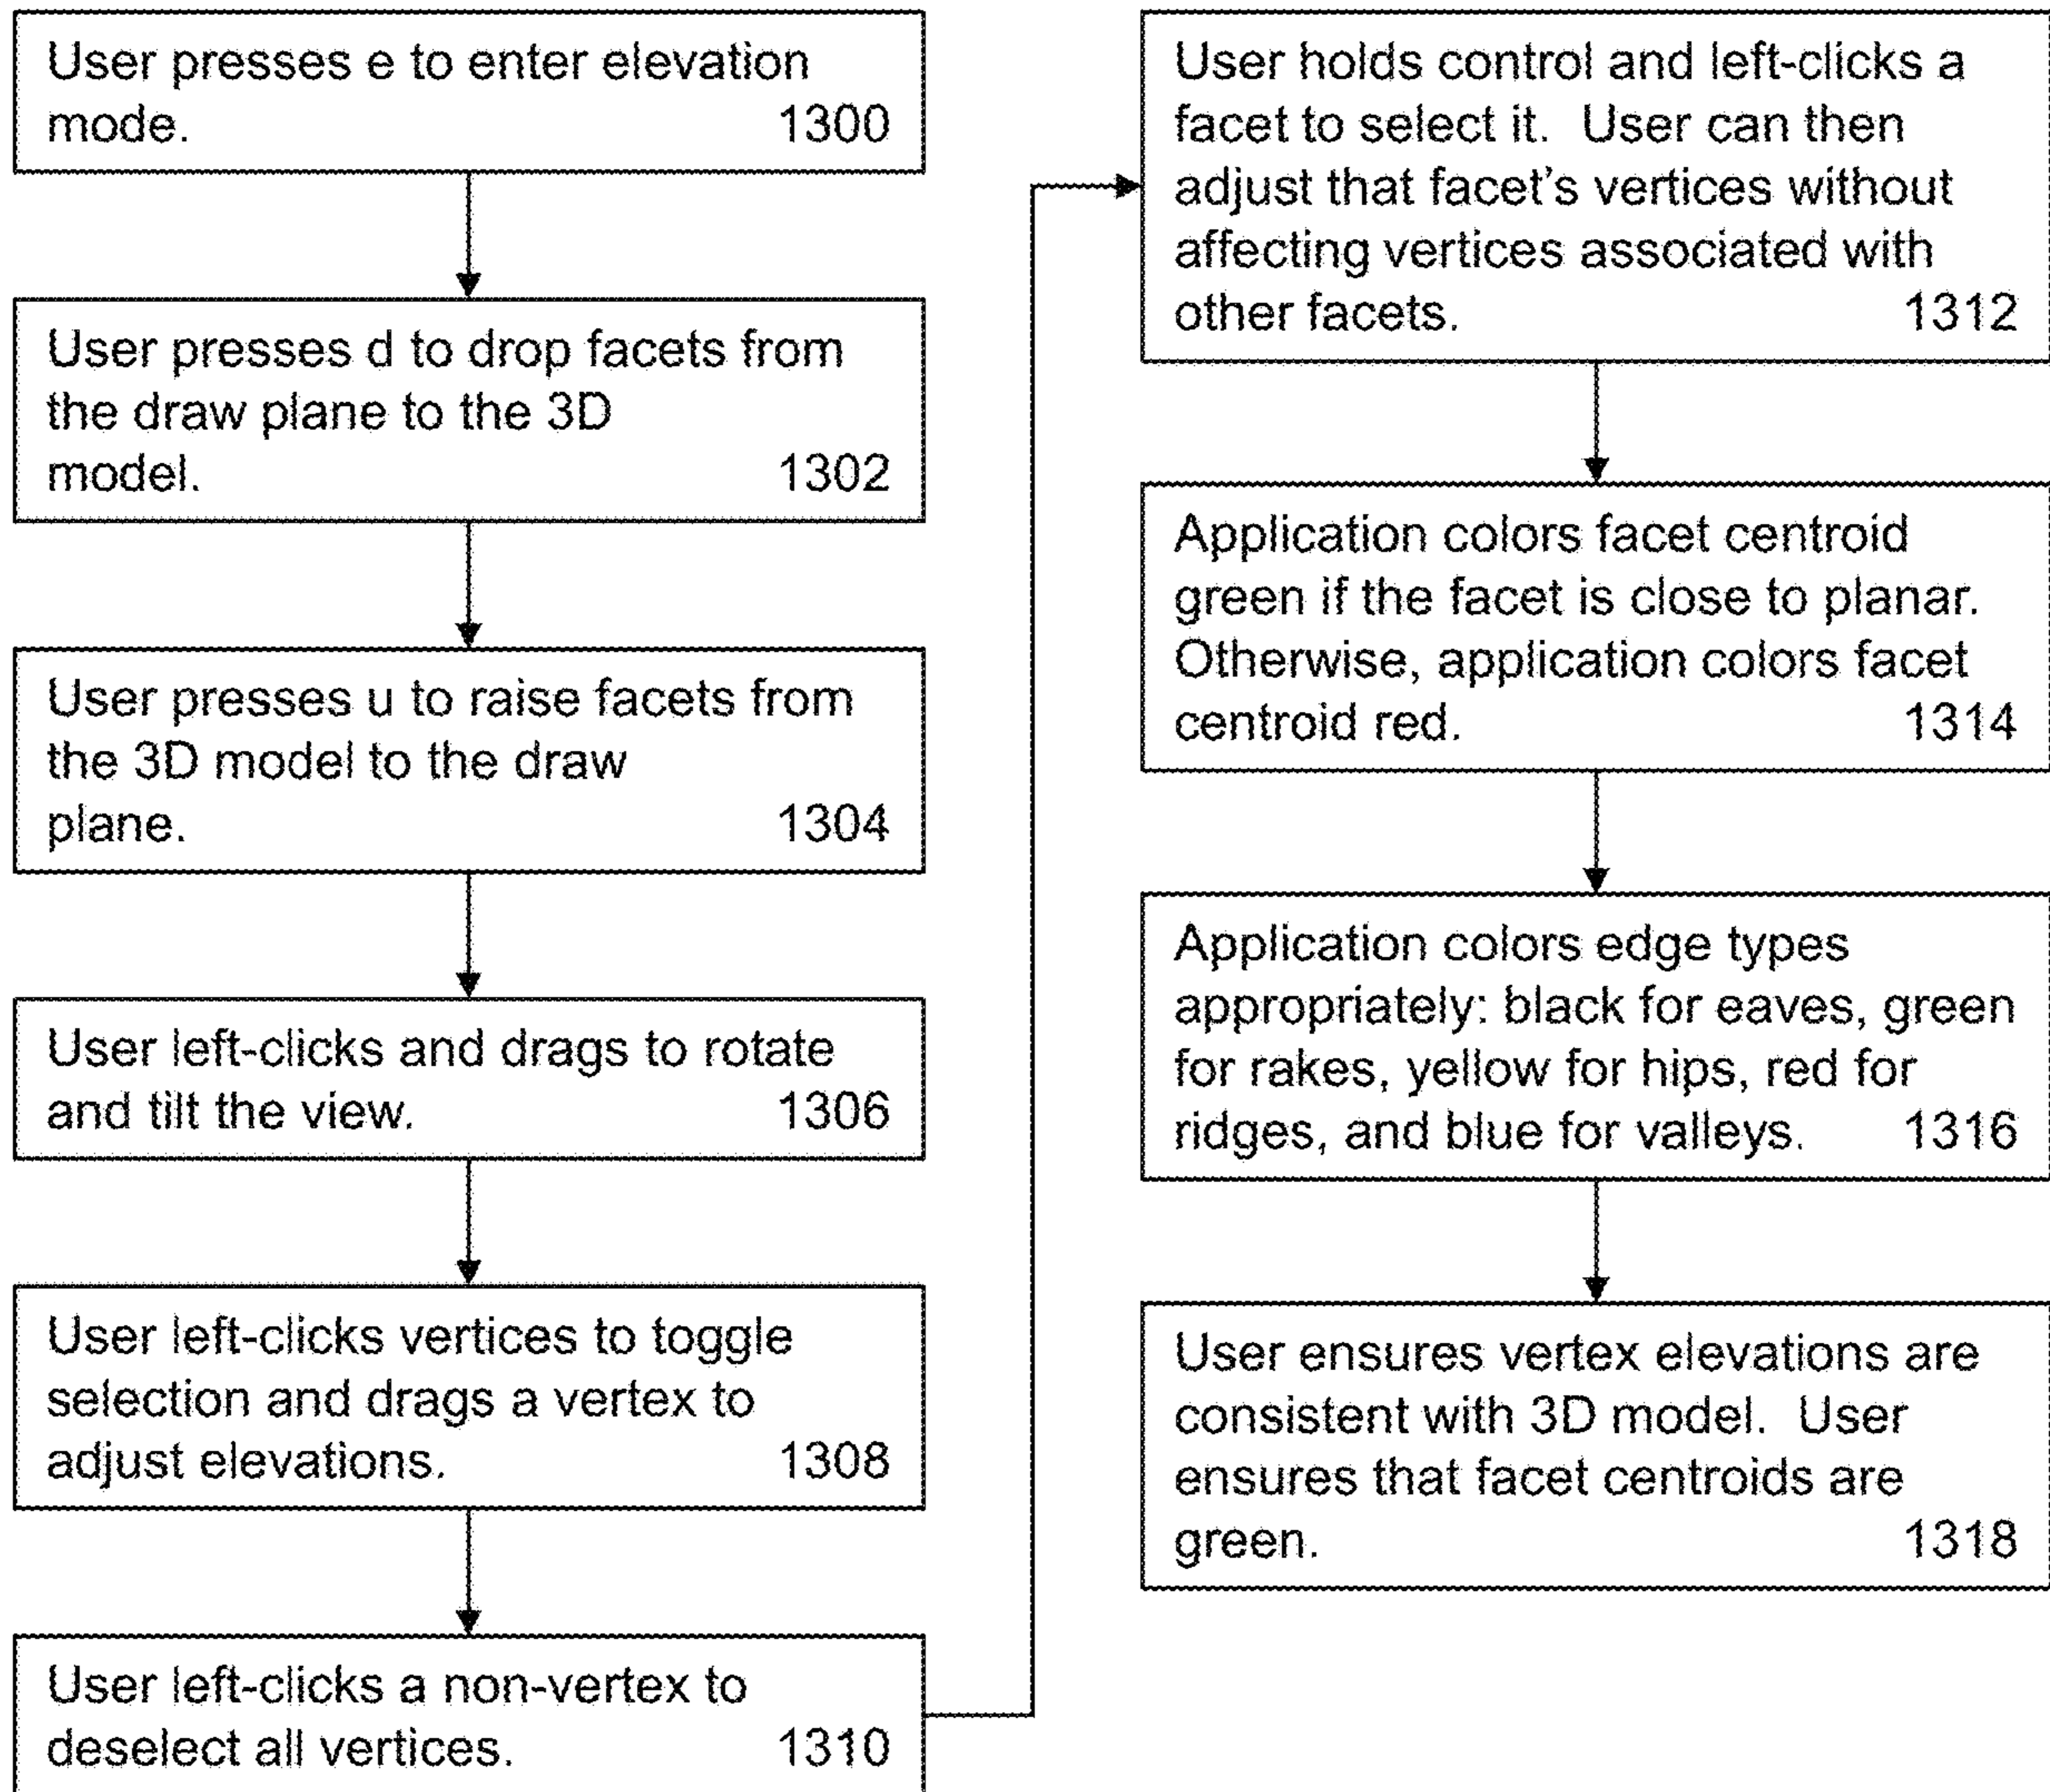 User presses e to enter elevation
mode. 1300
User presses d to drop facets from
the draw plane to the 3D
model. 1302
User presses u to raise facets from
the 3D model to the draw
plane. 1304
User left-clicks and drags to rotate
and tilt the view. 1306
User left-clicks vertices to toggle
selection and drags a vertex to
adjust elevations. 1308
User left-clicks a non-vertex to
deselect all vertices. 1310
User holds control and left-clicks a
facet to select it. User can then
adjust that facet’s vertices without
affecting vertices associated with
other facets. 1312
Application colors facet centroid
green if the facet is close to planar.
Otherwise, application colors facet
centroid red. 1314
Application colors edge types
appropriately: black for eaves, green
for rakes, yellow for hips, red for
ridges, and blue for valleys. 1316
User ensures vertex elevations are
consistent with 3D model. User
ensures that facet centroids are
green. 1318